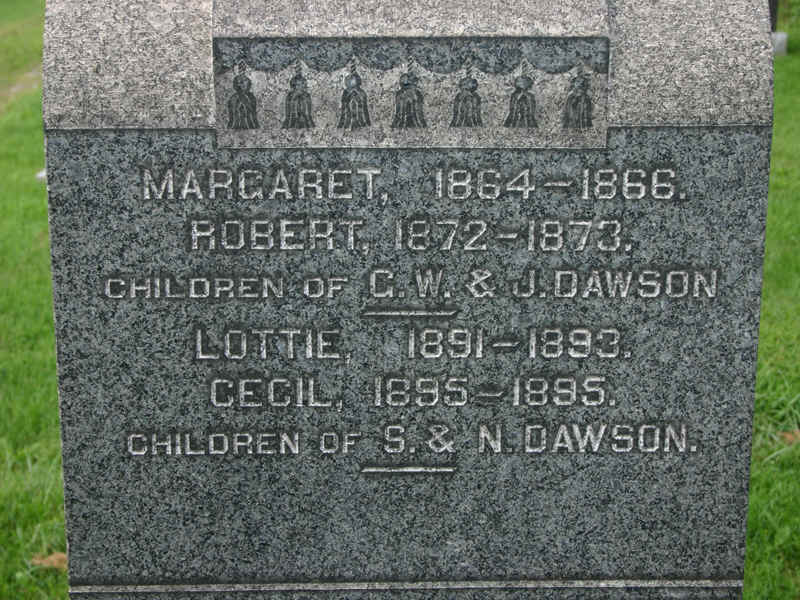 MARGARET, 1864-1866.
ROBERT, 1872-1873.
CHILDREN OF G.W. & J. DAWSON
LOTTIE, 1891-1893.
CECIL, 1895-1895.
CHILDREN OF S. & N. DAWSON.